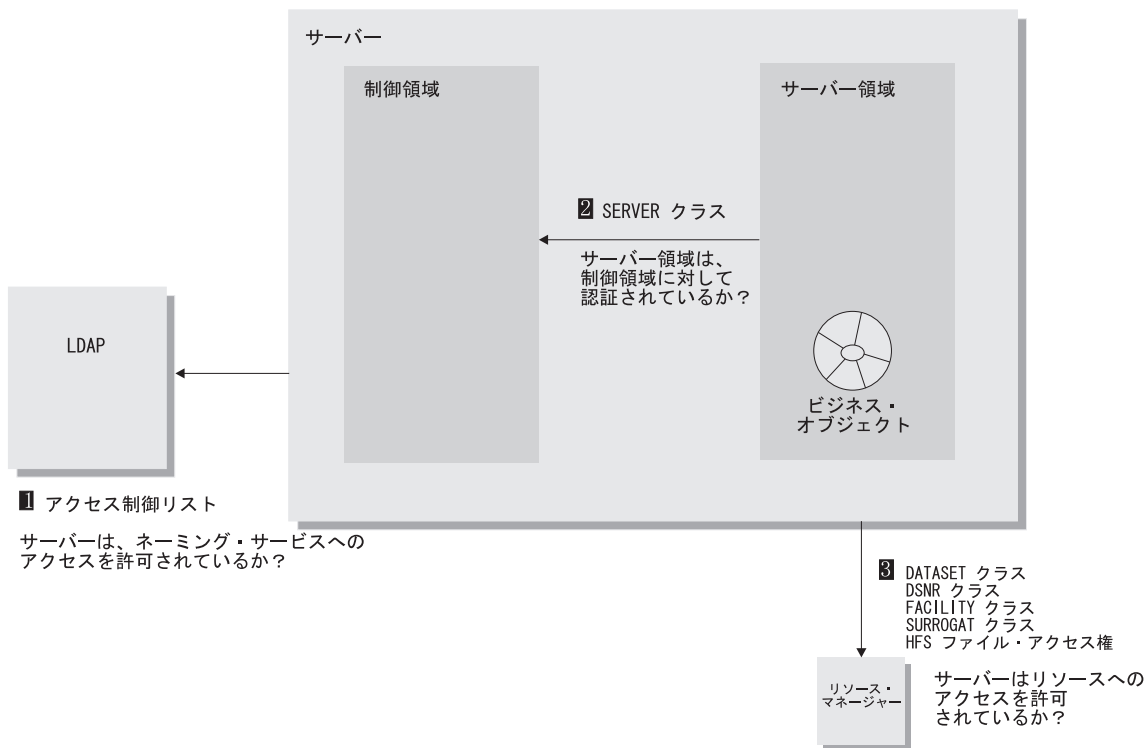 サーバー
制御領域
サーバー領域
2 SERVER クラス
サーバー領域は、
制御領域に対して
認証されているか?
ビジネス・
オブジェクト
LDAP
1 アクセス制御リスト
サーバーは、ネーミング・サービスへの
アクセスを許可されているか?
3 DATASET クラス
DSNR クラス
FACILITY クラス
SURROGAT クラス
HFS ファイル・アクセス権
リソース・
マネージャー
サーバーはリソースへの
アクセスを許可
されているか?